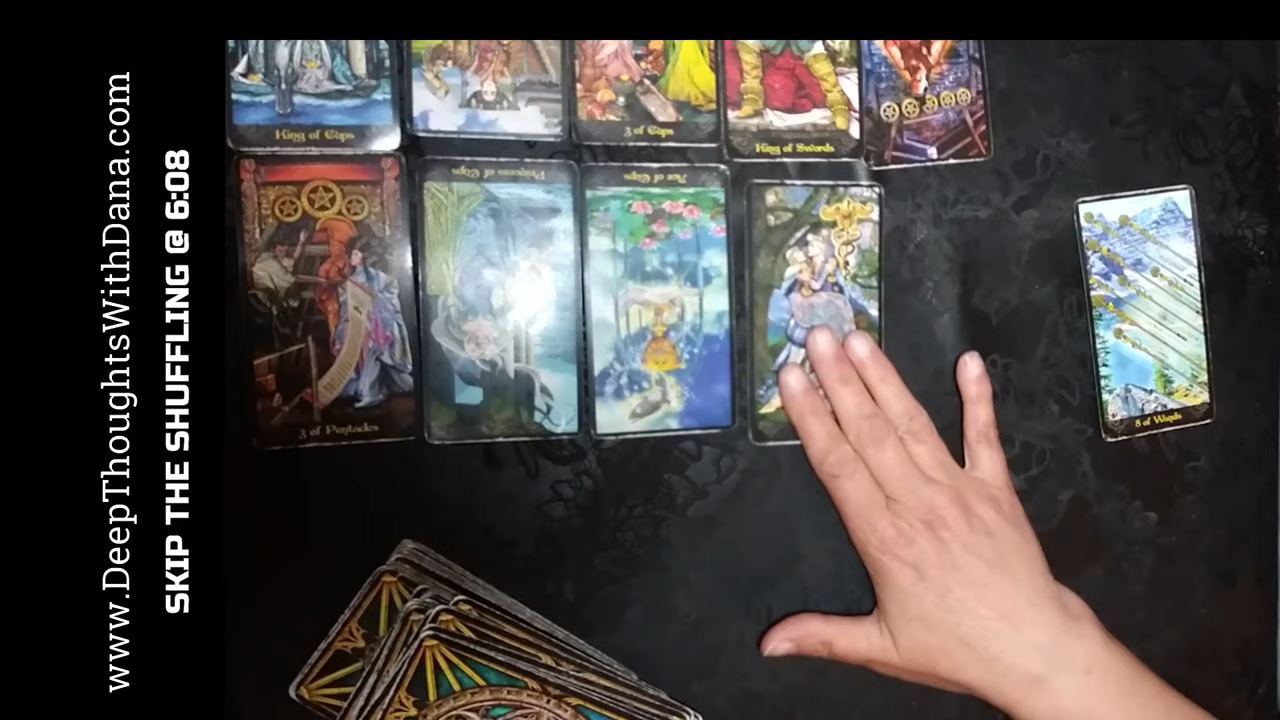 www.DeepThoughtsWithDana.com
SKIP THE SHUFFLING @ 6:08
King of Cups
3 of Cups
King of Swords
Princess of Cups
Ace of Cups
3 of Pentacles
8 of Wands